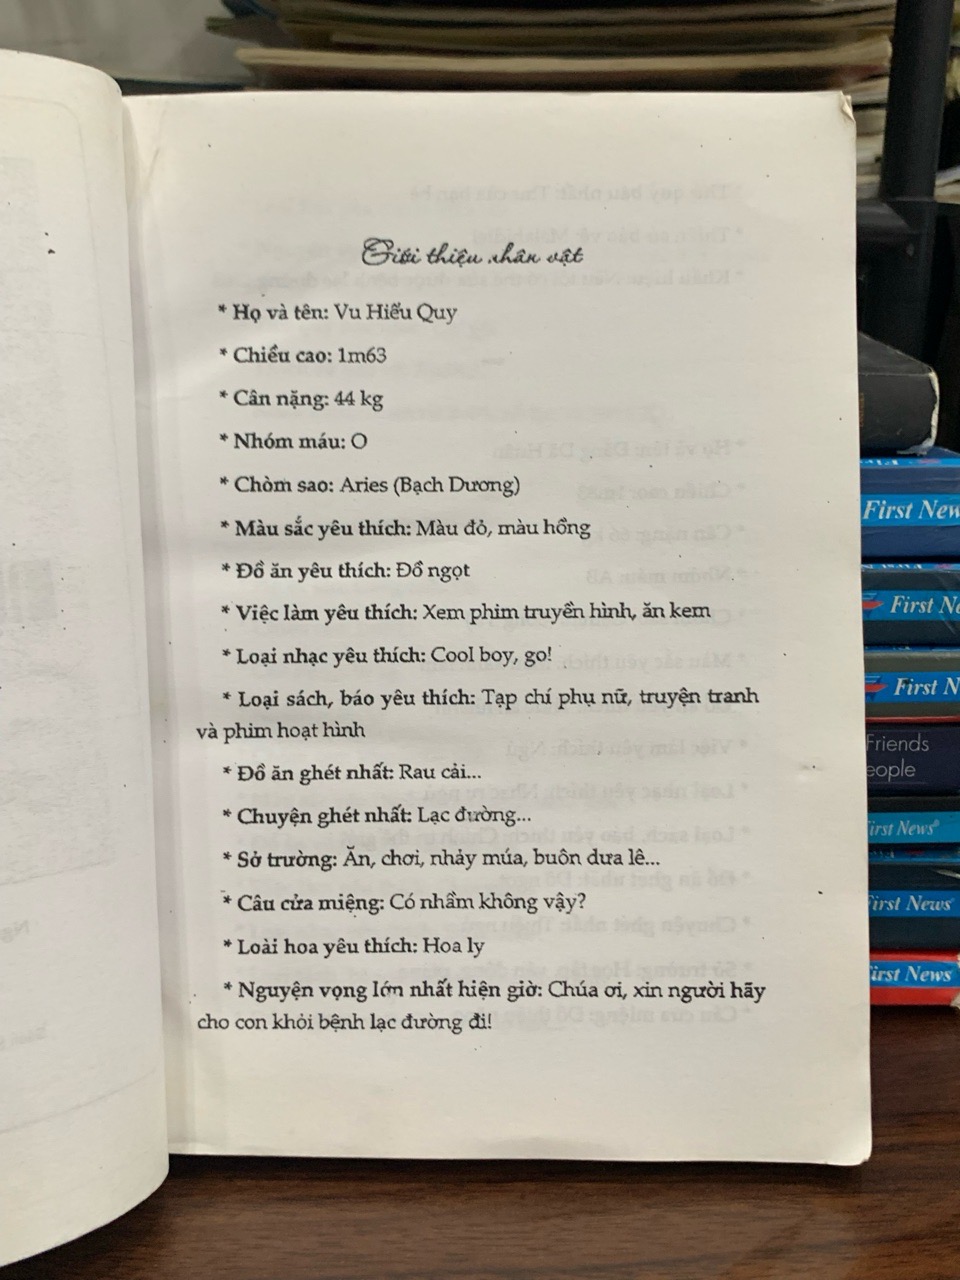 Giới thiệu nhân vật
* Họ và tên: Vu Hiểu Quy
* Chiều cao: 1m63
* Cân nặng: 44 kg
* Nhóm máu: O
* Chòm sao: Aries (Bạch Dương)
* Màu sắc yêu thích: Màu đỏ, màu hồng
* Đồ ăn yêu thích: Đồ ngọt
* Việc làm yêu thích: Xem phim truyền hình, ăn kem
* Loại nhạc yêu thích: Cool boy, go!
* Loại sách, báo yêu thích: Tạp chí phụ nữ, truyện tranh
và phim hoạt hình
* Đồ ăn ghét nhất: Rau cải...
* Chuyện ghét nhất: Lạc đường...
* Sở trường: Ăn, chơi, nhảy múa, buôn dưa lê...
* Câu cửa miệng: Có nhầm không vậy?
* Loài hoa yêu thích: Hoa ly
* Nguyện vọng lớn nhất hiện giờ: Chúa ơi, xin người hãy
cho con khỏi bệnh lạc đường đi!
First New
First Ne
First N
Friends
eople
irst News
irst News
irst News